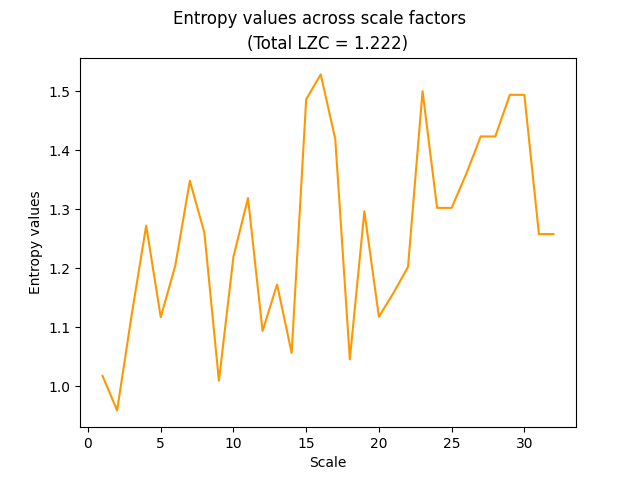 Entropy values across scale factors
(Total LZC = 1.222)
Entropy values
1.5
1.4
1.3
1.2
1.1
1.0
0 5 10 15 20 25 30
Scale